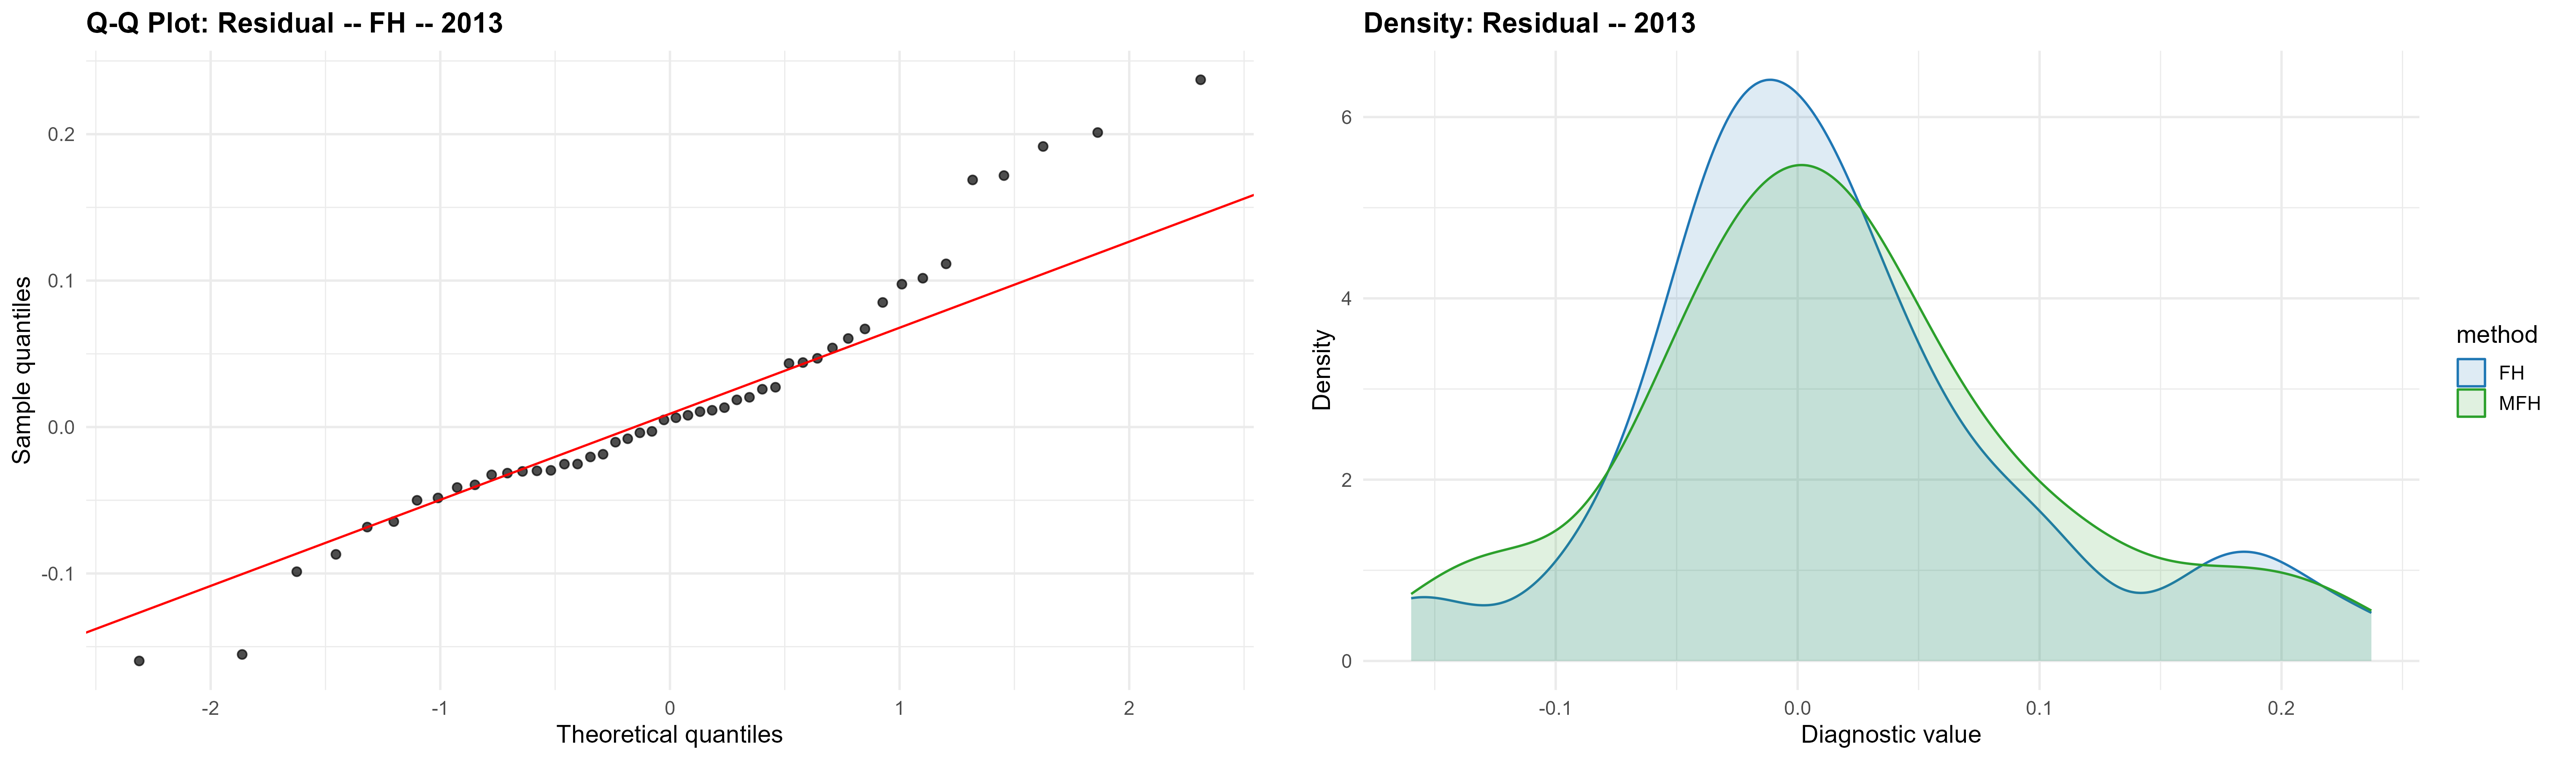 Q-Q Plot: Residual -- FH -- 2013
Sample quantiles
0.2
0.1
0.0
-0.1
-2
-1
0
1
2
Theoretical quantiles
Density: Residual -- 2013
Density
6
4
2
0
-0.1
0.0
0.1
0.2
Diagnostic value
method
FH
MFH